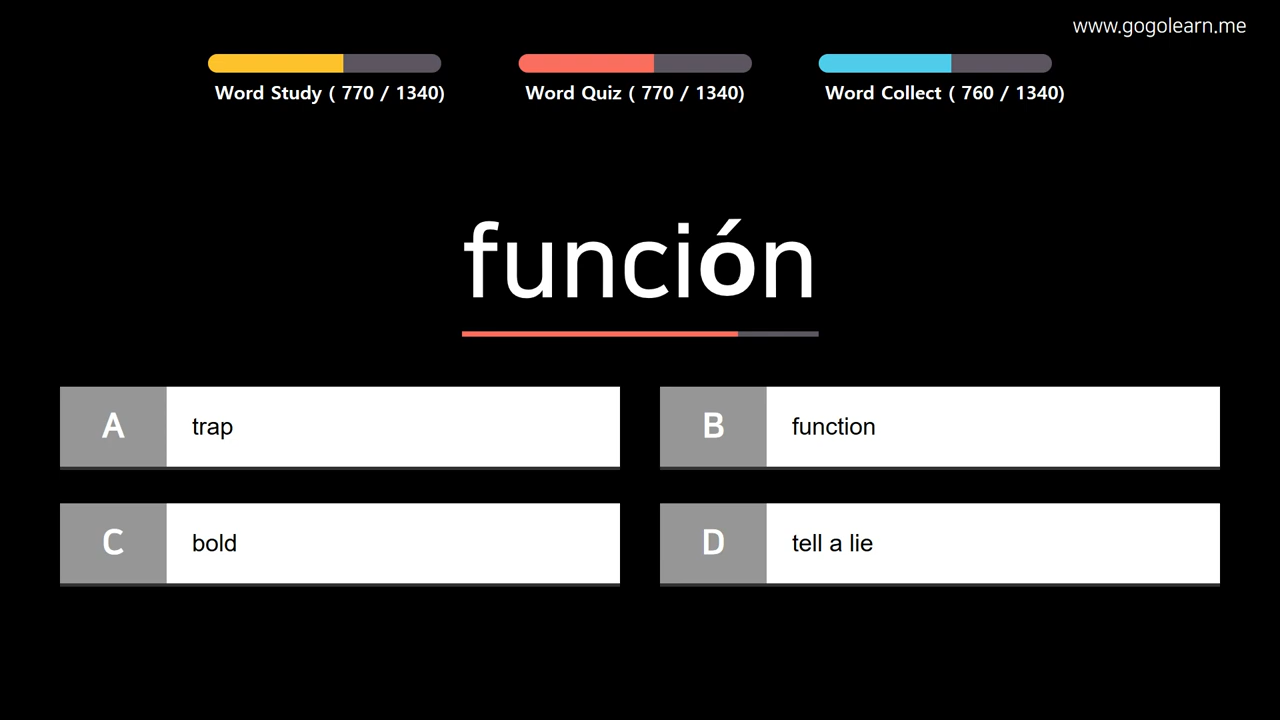 www.gogolearn.me
Word Study ( 770 / 1340)
Word Quiz ( 770 / 1340)
Word Collect ( 760 / 1340)
función
A trap
B function
C bold
D tell a lie